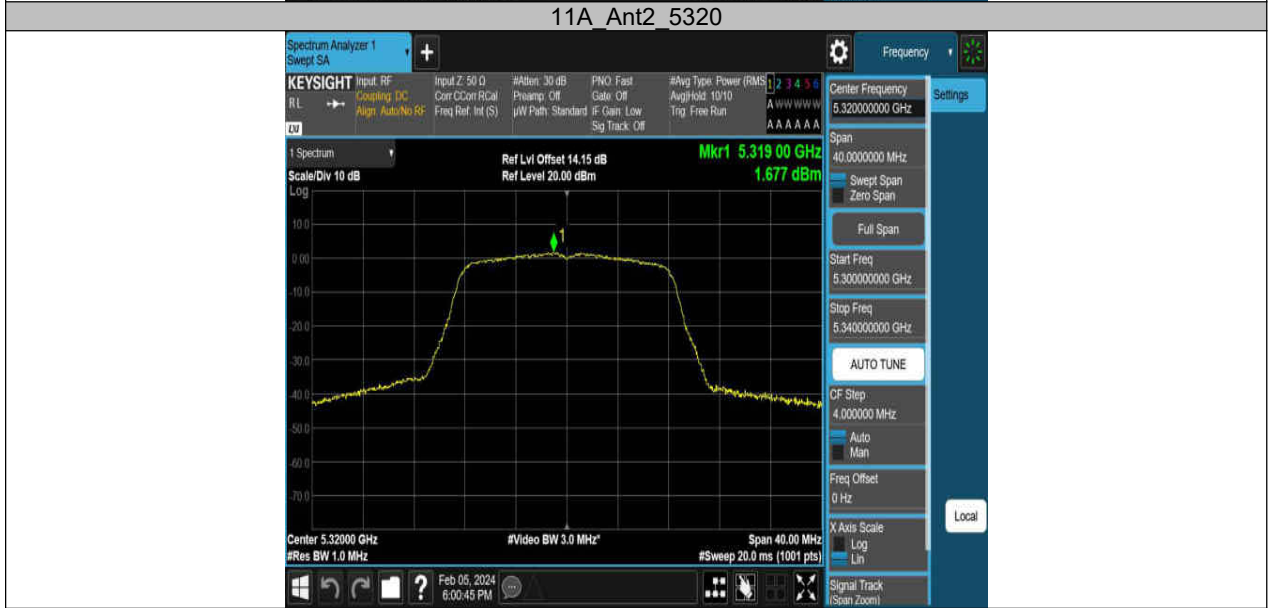 11A_Ant2_5320
Spectrum Analyzer 1
Swept SA
+
Frequency
KEYSIGHT
RL
LXI
Input: RF
Coupling: DC
Align: Auto/No RF
Input Z: 50 Ω
Corr CCorr RCal
Freq Ref: Int (S)
#Atten: 30 dB
Preamp: Off
µW Path: Standard
PNO: Fast
Gate: Off
IF Gain: Low
Sig Track: Off
#Avg Type: Power (RMS
Avg|Hold: 10/10
Trig: Free Run
1 2 3 4 5 6
A W W W W W
A A A A A A
Center Frequency
5.320000000 GHz
Settings
1 Spectrum
Ref Lvl Offset 14.15 dB
Mkr1 5.319 00 GHz
Scale/Div 10 dB
Ref Level 20.00 dBm
1.677 dBm
Log
10.0
0.00
-10.0
-20.0
-30.0
-40.0
-50.0
-60.0
-70.0
1
Center 5.32000 GHz
#Video BW 3.0 MHz*
Span 40.00 MHz
#Res BW 1.0 MHz
#Sweep 20.0 ms (1001 pts)
Span
40.0000000 MHz
Swept Span
Zero Span
Full Span
Start Freq
5.300000000 GHz
Stop Freq
5.340000000 GHz
AUTO TUNE
CF Step
4.000000 MHz
Auto
Man
Freq Offset
0 Hz
X Axis Scale
Log
Lin
Local
Signal Track
(Span Zoom)
?
Feb 05, 2024
6:00:45 PM